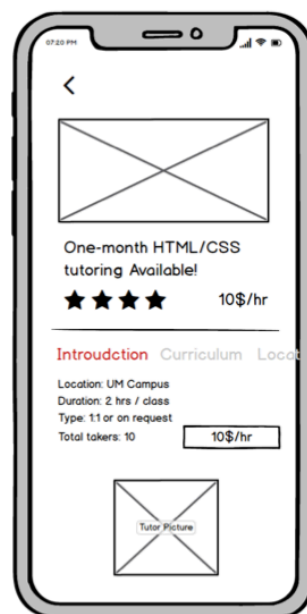 07:20 PM
One-month HTML/CSS
tutoring Available!
10$/hr
Introudction Curriculum Locat
Location: UM Campus
Duration: 2 hrs / class
Type: 1:1 or on request
Total takers: 10
10$/hr
Tutor Picture